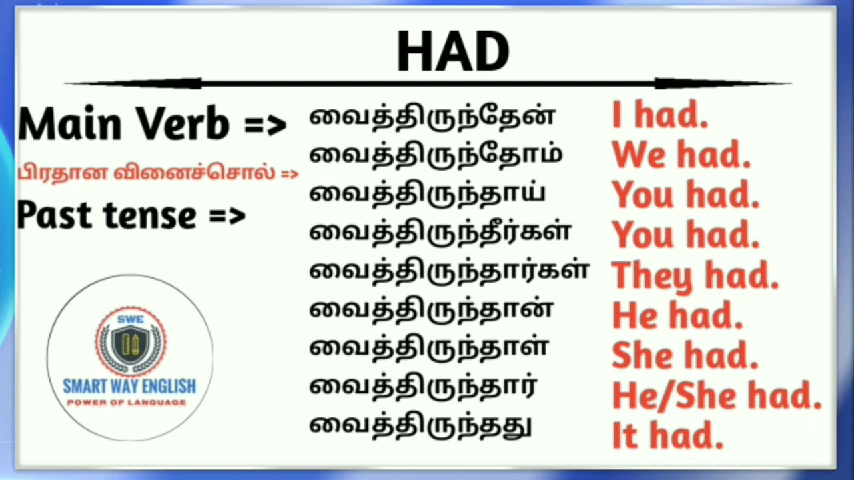 HAD
Main Verb =>
பிரதான வினைச்சொல் =>
Past tense =>
வைத்திருந்தேன் I had.
வைத்திருந்தோம் We had.
வைத்திருந்தாய் You had.
வைத்திருந்தீர்கள் You had.
வைத்திருந்தார்கள் They had.
வைத்திருந்தான் He had.
வைத்திருந்தாள் She had.
வைத்திருந்தார் He/She had.
வைத்திருந்தது It had.
SWE
SMART WAY ENGLISH
POWER OF LANGUAGE